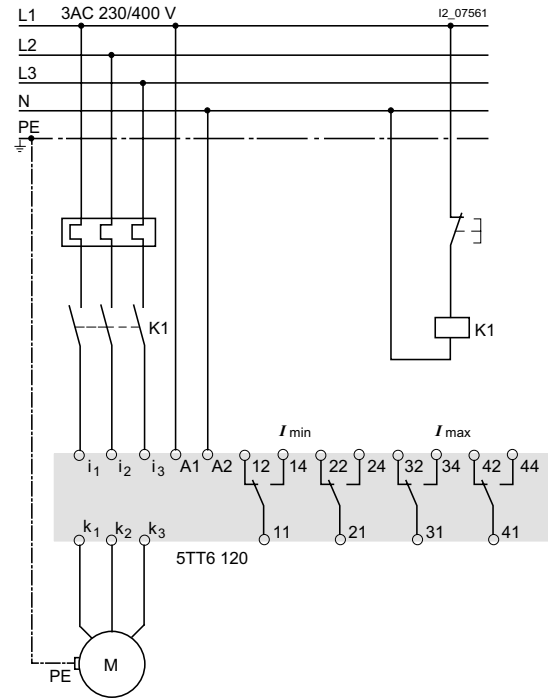 L1 3AC 230/400 V I2_07561
L2
L3
N
PE
K1
K1
I min I max
i1 i2 i3 A1 A2 12 14 22 24 32 34 42 44
k1 k2 k3 11 21 31 41
5TT6 120
M
PE